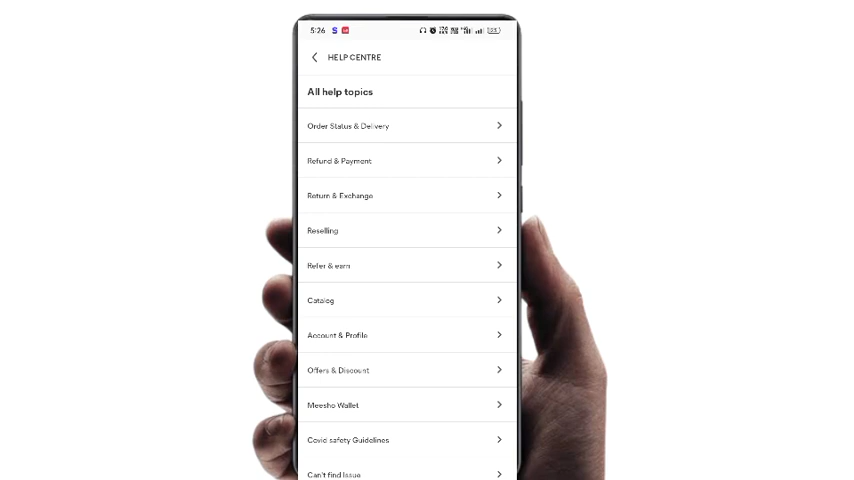 5:26
HELP CENTRE
All help topics
Order Status & Delivery
Refund & Payment
Return & Exchange
Reselling
Refer & earn
Catalog
Account & Profile
Offers & Discount
Meesho Wallet
Covid safety Guidelines
Can't find Issue